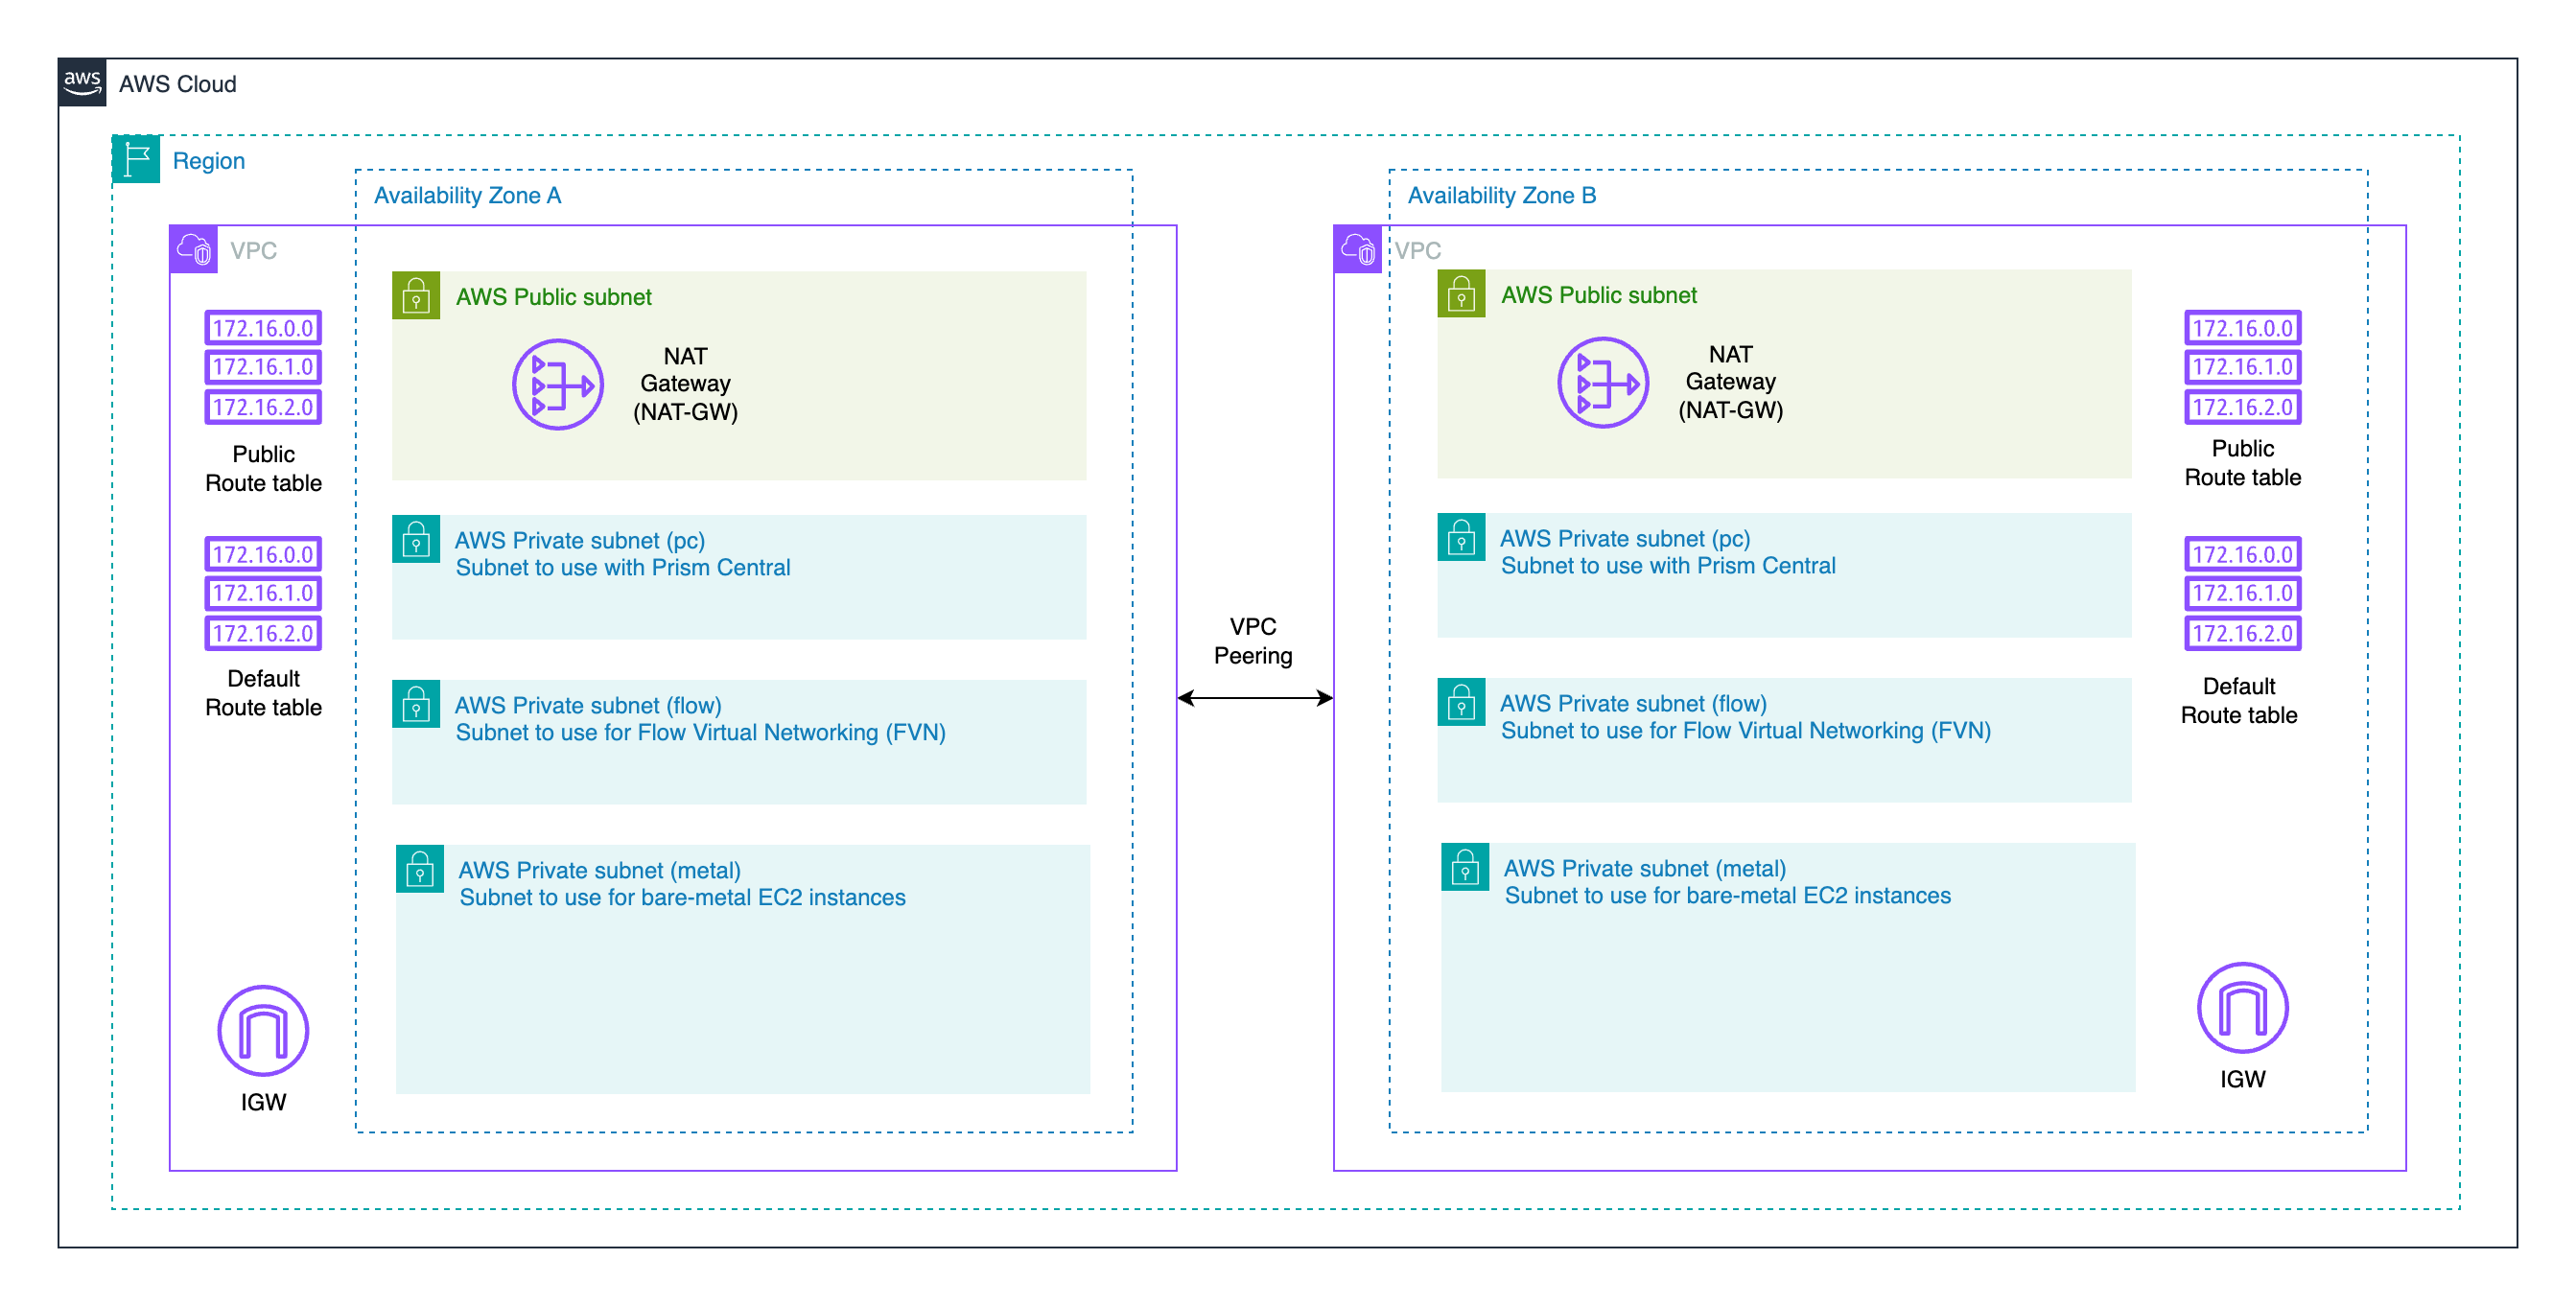 aws
AWS Cloud
Region
Availability Zone A
VPC
172.16.0.0
172.16.1.0
172.16.2.0
Public
Route table
172.16.0.0
172.16.1.0
172.16.2.0
Default
Route table
IGW
AWS Public subnet
NAT
Gateway
(NAT-GW)
AWS Private subnet (pc)
Subnet to use with Prism Central
AWS Private subnet (flow)
Subnet to use for Flow Virtual Networking (FVN)
AWS Private subnet (metal)
Subnet to use for bare-metal EC2 instances
VPC
Peering
Availability Zone B
VPC
AWS Public subnet
NAT
Gateway
(NAT-GW)
AWS Private subnet (pc)
Subnet to use with Prism Central
AWS Private subnet (flow)
Subnet to use for Flow Virtual Networking (FVN)
AWS Private subnet (metal)
Subnet to use for bare-metal EC2 instances
172.16.0.0
172.16.1.0
172.16.2.0
Public
Route table
172.16.0.0
172.16.1.0
172.16.2.0
Default
Route table
IGW